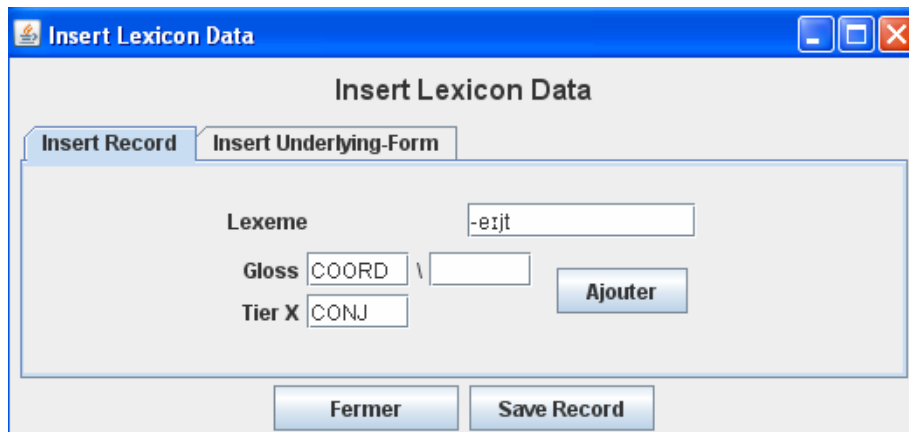 Insert Lexicon Data
Insert Lexicon Data
Insert Record Insert Underlying-Form
Lexeme -eɪjt
Gloss COORD \
Ajouter
Tier X CONJ
Fermer Save Record